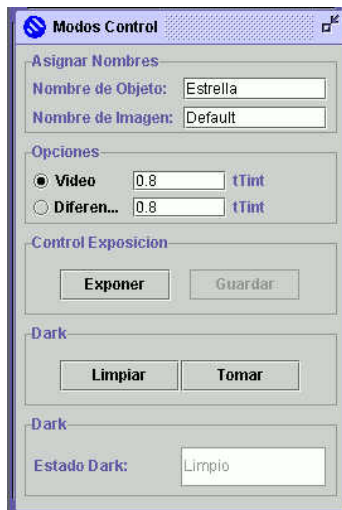 Modos Control
Asignar Nombres
Nombre de Objeto: Estrella
Nombre de Imagen: Default
Opciones
Video 0.8 tTint
Diferen... 0.8 tTint
Control Exposicion
Exponer Guardar
Dark
Limpiar Tomar
Dark
Estado Dark: Limpio